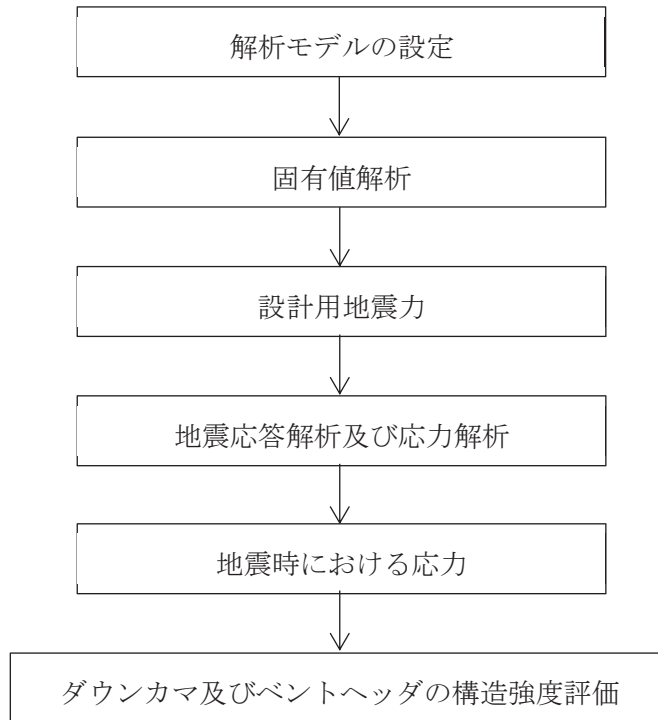 解析モデルの設定
固有値解析
設計用地震力
地震応答解析及び応力解析
地震時における応力
ダウンカマ及びベントヘッダの構造強度評価